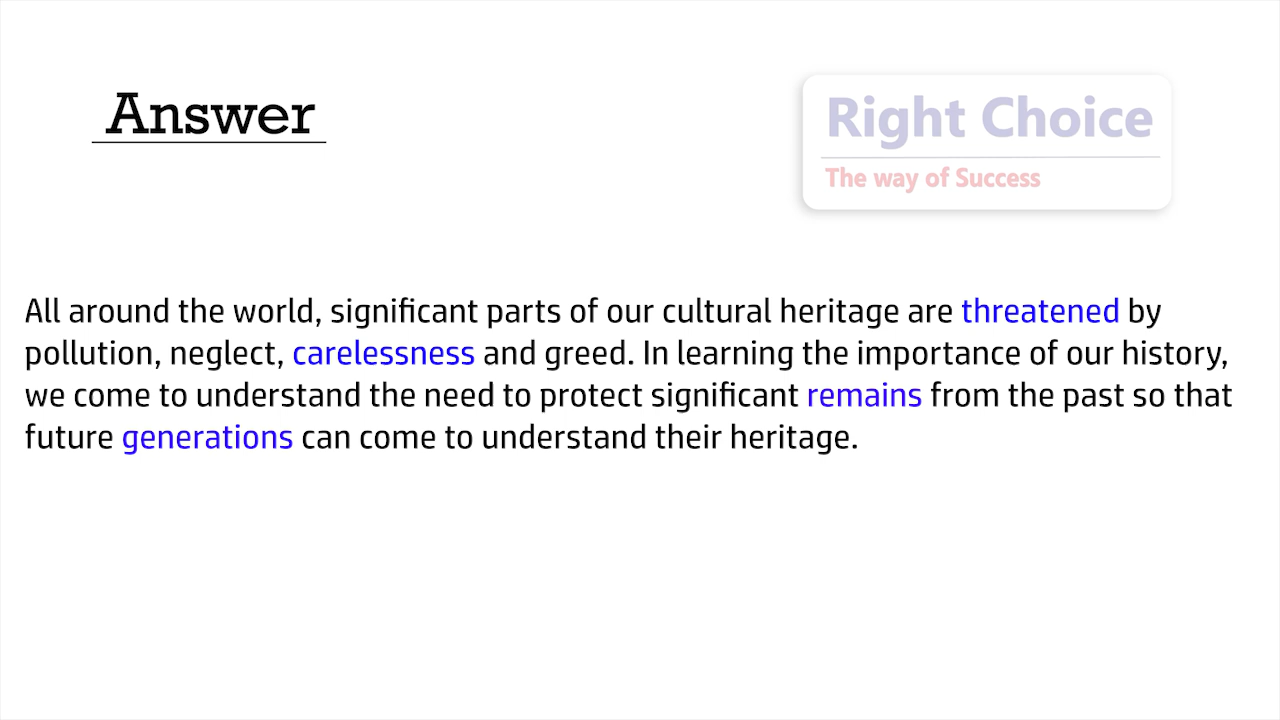 Answer
Right Choice
The way of Success
All around the world, significant parts of our cultural heritage are threatened by
pollution, neglect, carelessness and greed. In learning the importance of our history,
we come to understand the need to protect significant remains from the past so that
future generations can come to understand their heritage.